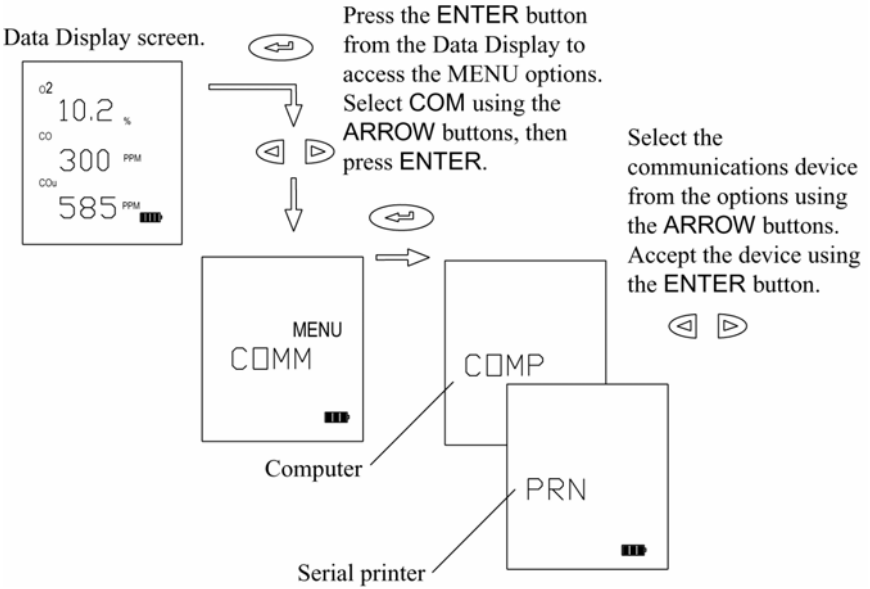 Data Display screen.
O2
10.2 %
CO
300 PPM
COu
585 PPM
Press the ENTER button
from the Data Display to
access the MENU options.
Select COM using the
ARROW buttons, then
press ENTER.
Select the
communications device
from the options using
the ARROW buttons.
Accept the device using
the ENTER button.
MENU
COMM
COMP
PRN
Computer
Serial printer